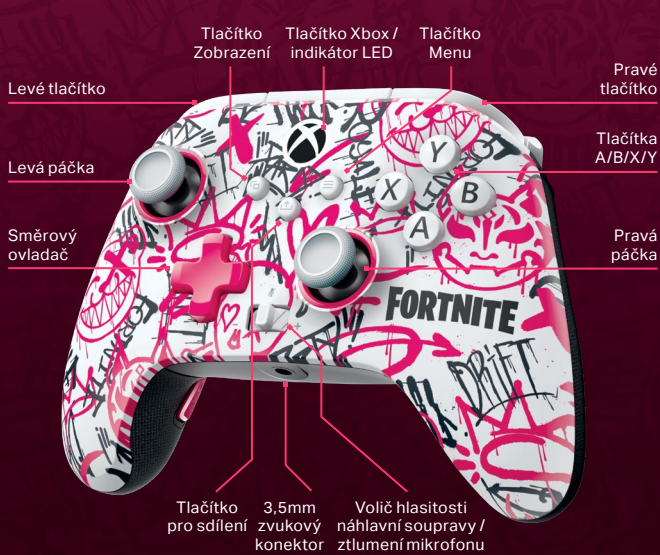 Tlačítko
Zobrazení
Tlačítko Xbox /
indikátor LED
Tlačítko
Menu
Levé tlačítko
Pravé
tlačítko
Levá páčka
Tlačítka
A/B/X/Y
Směrový
ovladač
Pravá
páčka
Y
X
B
A
FORTNITE
DRIFT
Tlačítko
pro sdílení
3,5mm
zvukový
konektor
Volič hlasitosti
náhlavní soupravy /
ztlumení mikrofonu